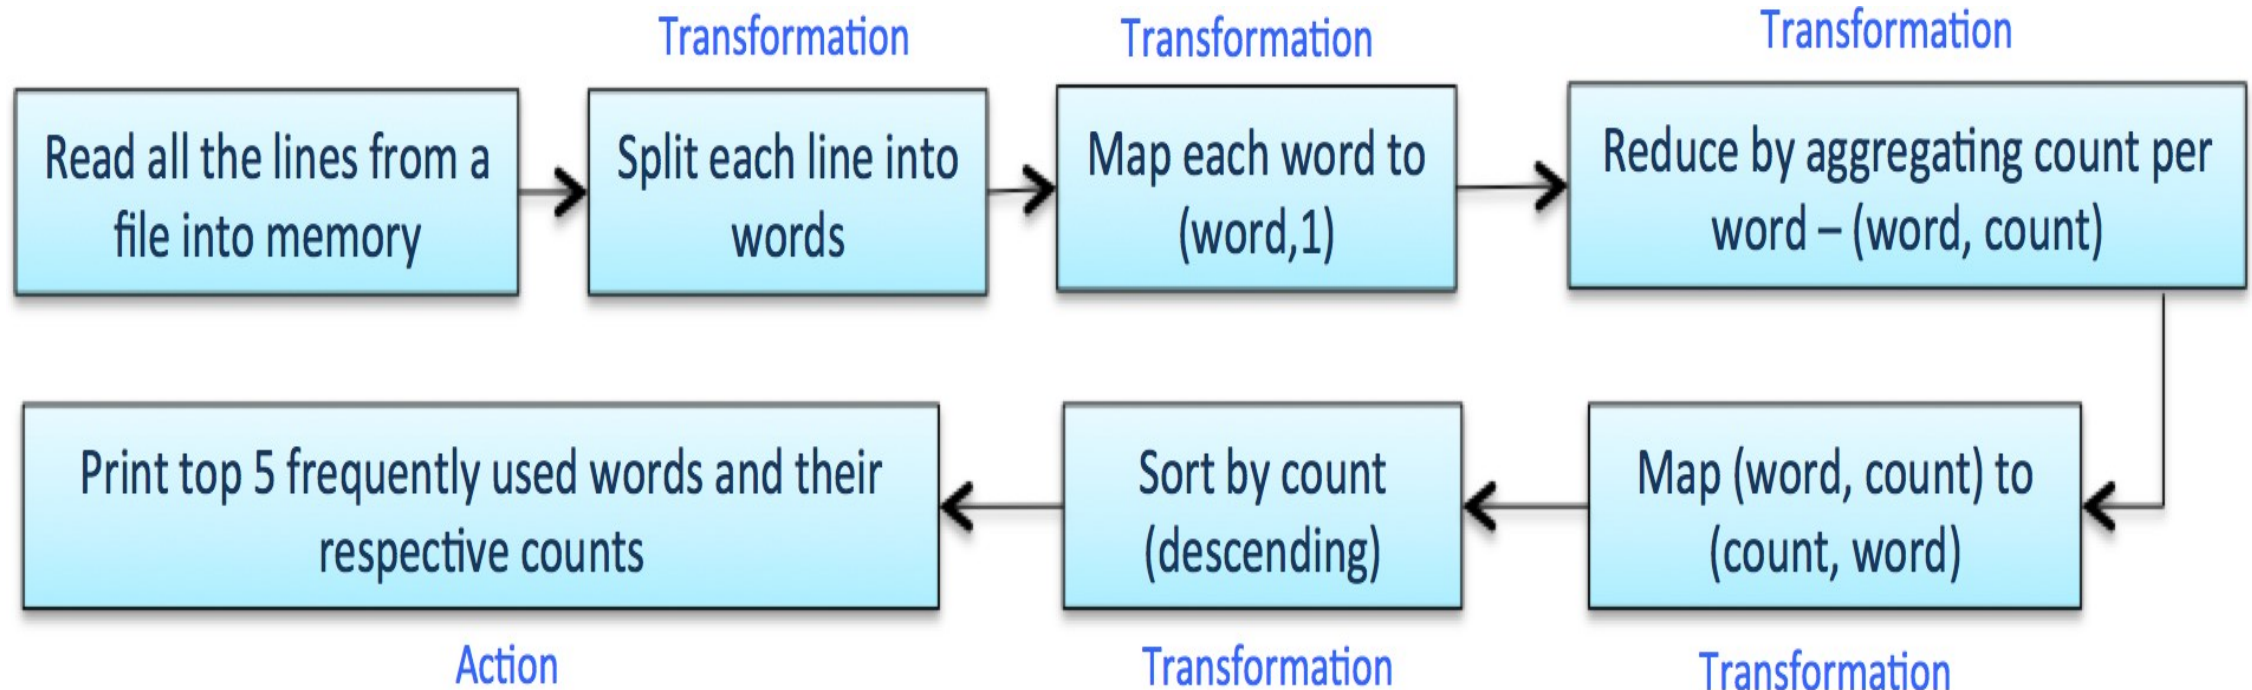 Transformation
Transformation
Transformation
Read all the lines from a
file into memory
Split each line into
words
Map each word to
(word,1)
Reduce by aggregating count per
word – (word, count)
Map (word, count) to
(count, word)
Transformation
Sort by count
(descending)
Transformation
Print top 5 frequently used words and their
respective counts
Action